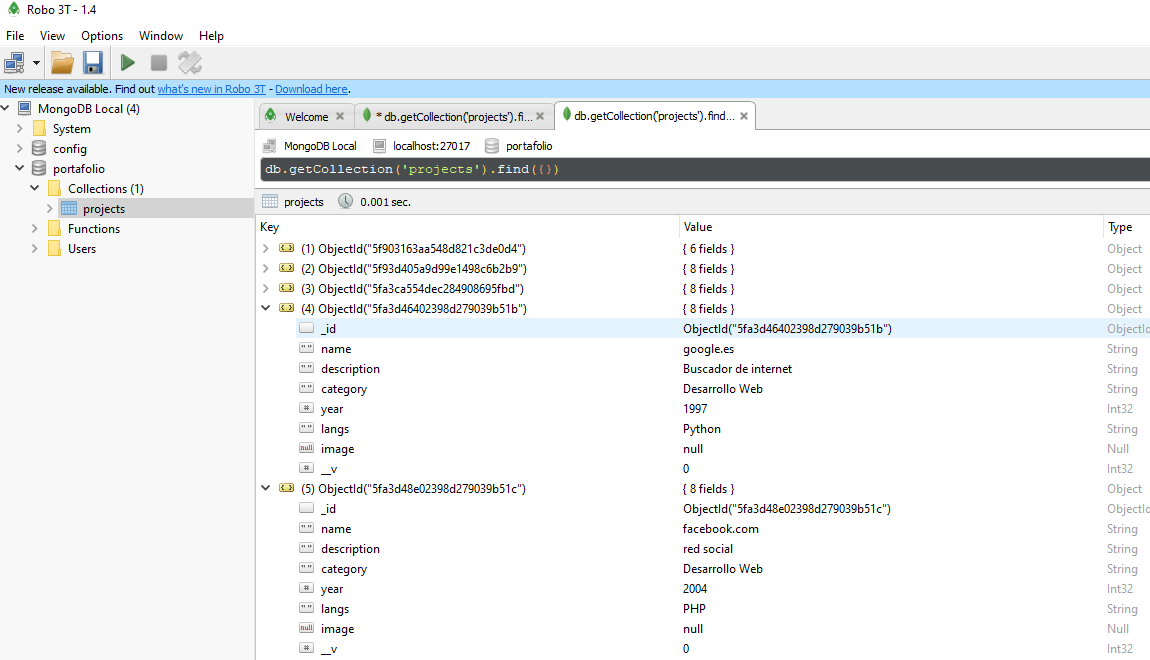 Robo 3T - 1.4
File View Options Window Help
New release available. Find out what's new in Robo 3T - Download here.
MongoDB Local (4)
System
config
portafolio
Collections (1)
projects
Functions
Users
Welcome
* db.getCollection('projects').fi...
db.getCollection('projects').find...
MongoDB Local localhost:27017 portafolio
db.getCollection('projects').find({})
projects 0.001 sec.
Key Value Type
(1) ObjectId("5f903163aa548d821c3de0d4") { 6 fields } Object
(2) ObjectId("5f93d405a9d99e1498c6b2b9") { 8 fields } Object
(3) ObjectId("5fa3ca554dec284908695fbd") { 8 fields } Object
(4) ObjectId("5fa3d46402398d279039b51b") { 8 fields } Object
_id ObjectId("5fa3d46402398d279039b51b") ObjectId
" " name google.es String
" " description Buscador de internet String
" " category Desarrollo Web String
# year 1997 Int32
" " langs Python String
null image null Null
# __v 0 Int32
(5) ObjectId("5fa3d48e02398d279039b51c") { 8 fields } Object
_id ObjectId("5fa3d48e02398d279039b51c") ObjectId
" " name facebook.com String
" " description red social String
" " category Desarrollo Web String
# year 2004 Int32
" " langs PHP String
null image null Null
# __v 0 Int32